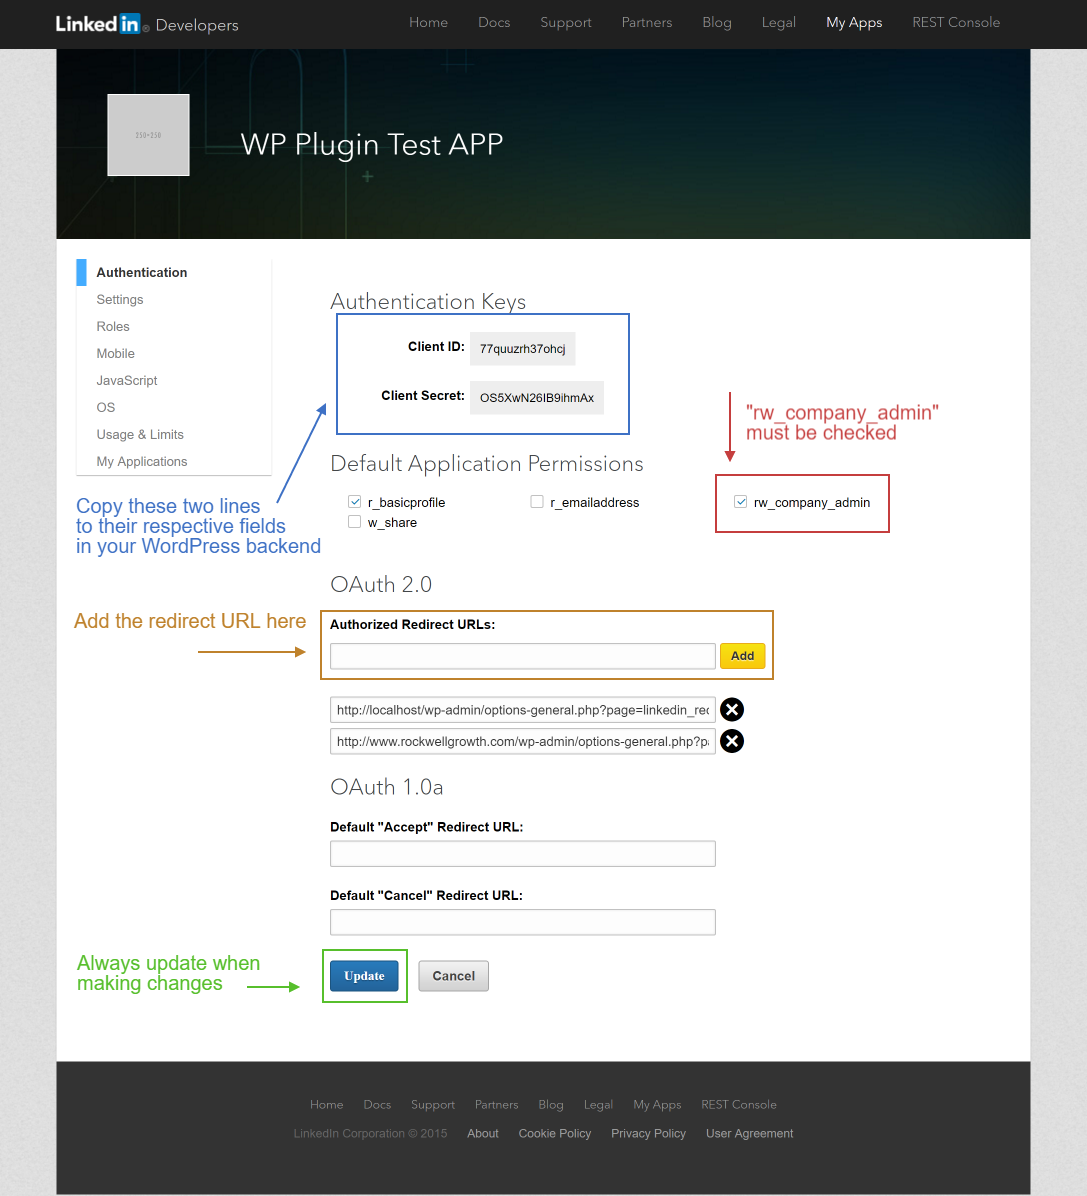 Linked in® Developers
Home Docs Support Partners Blog Legal My Apps REST Console
250×250
WP Plugin Test APP
Authentication
Settings
Roles
Mobile
JavaScript
OS
Usage & Limits
My Applications
Authentication Keys
Client ID: 77quuzrh37ohcj
Client Secret: OS5XwN26IB9ihmAx
"rw_company_admin"
must be checked
Default Application Permissions
r_basicprofile r_emailaddress rw_company_admin
w_share
Copy these two lines
to their respective fields
in your WordPress backend
OAuth 2.0
Add the redirect URL here
Authorized Redirect URLs:
Add
http://localhost/wp-admin/options-general.php?page=linkedin_rec
http://www.rockwellgrowth.com/wp-admin/options-general.php?pa
OAuth 1.0a
Default "Accept" Redirect URL:
Default "Cancel" Redirect URL:
Always update when
making changes
Update Cancel
Home Docs Support Partners Blog Legal My Apps REST Console
LinkedIn Corporation © 2015 About Cookie Policy Privacy Policy User Agreement